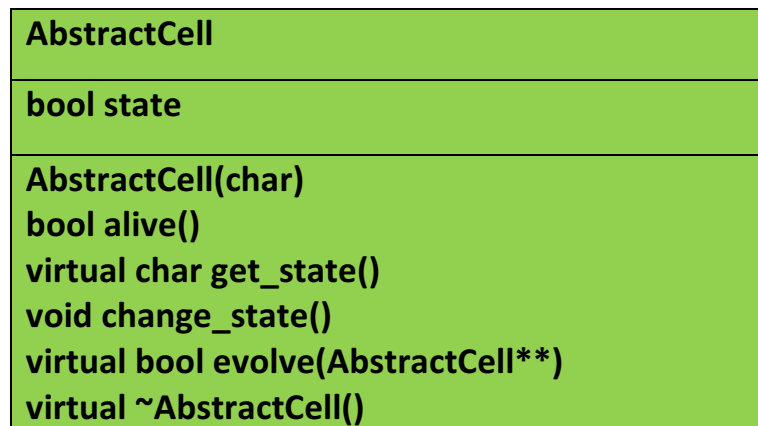 AbstractCell
bool state
AbstractCell(char)
bool alive()
virtual char get_state()
void change_state()
virtual bool evolve(AbstractCell**)
virtual ~AbstractCell()